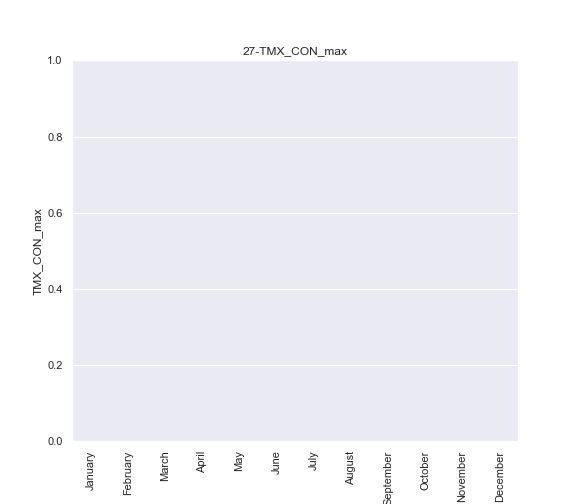 27-TMX_CON_max
1.0
0.8
0.6
0.4
0.2
0.0
TMX_CON_max
January
February
March
April
May
June
July
August
September
October
November
December